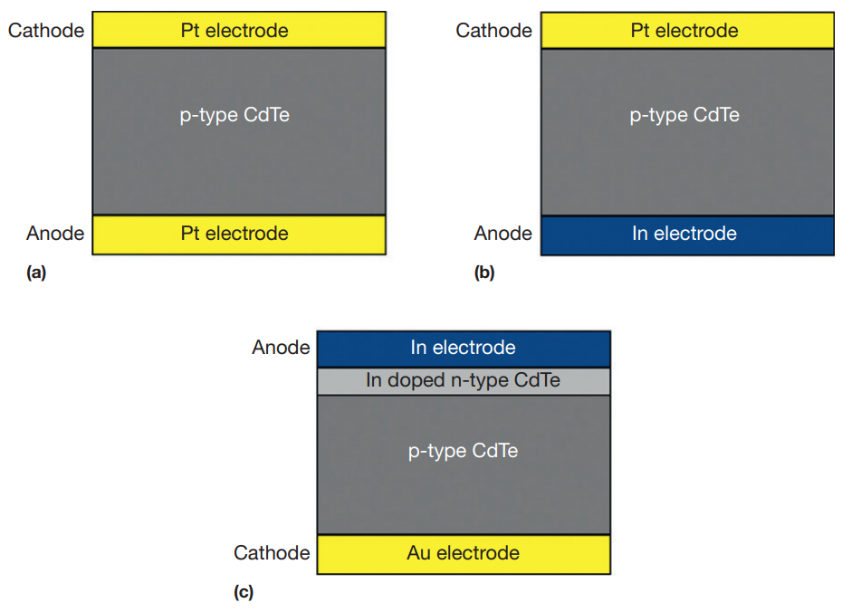 Cathode Pt electrode
p-type CdTe
Anode Pt electrode
(a)
Cathode Pt electrode
p-type CdTe
Anode In electrode
(b)
Anode In electrode
In doped n-type CdTe
p-type CdTe
Cathode Au electrode
(c)